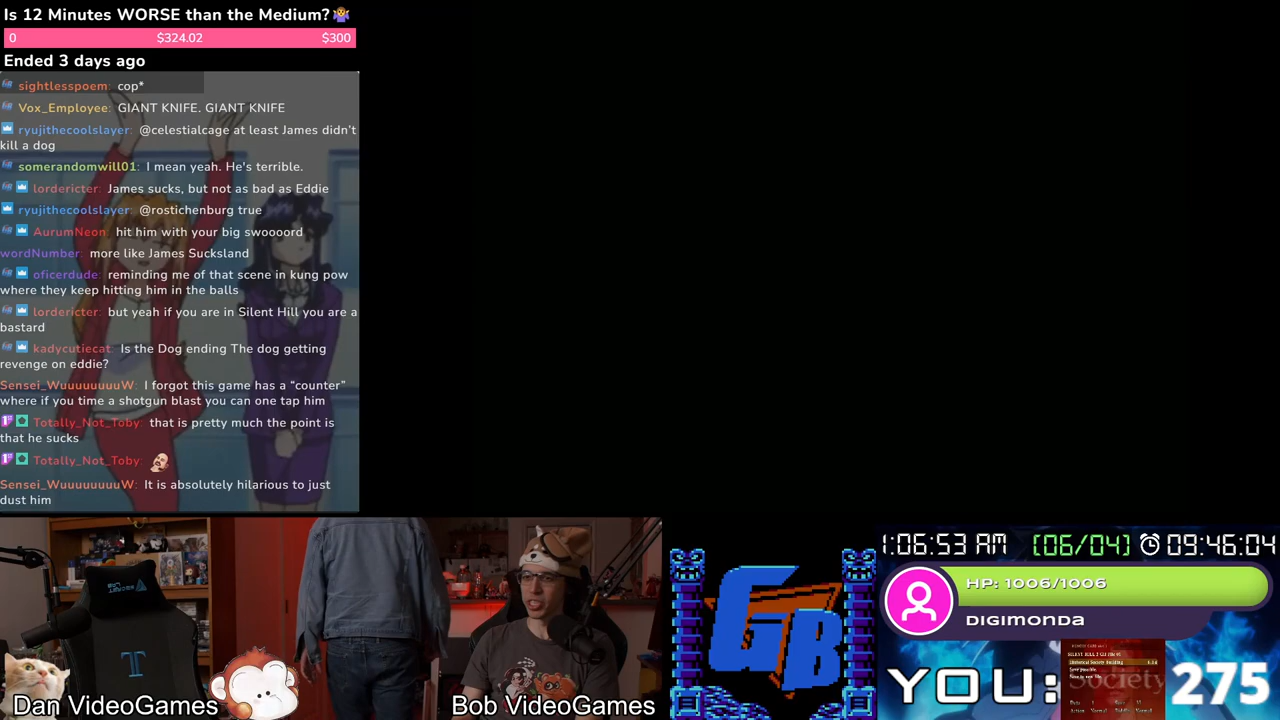 Is 12 Minutes WORSE than the Medium?🤷‍♀️
0 $324.02 $300
Ended 3 days ago
sightlesspoem: cop*
Vox_Employee: GIANT KNIFE. GIANT KNIFE
ryujithecoolslayer: @celestialcage at least James didn't
kill a dog
somerandomwill01: I mean yeah. He's terrible.
lordericter: James sucks, but not as bad as Eddie
ryujithecoolslayer: @rostichenburg true
AurumNeon: hit him with your big swoooord
wordNumber: more like James Sucksland
oficerdude: reminding me of that scene in kung pow
where they keep hitting him in the balls
lordericter: but yeah if you are in Silent Hill you are a
bastard
kadycutiecat: Is the Dog ending The dog getting
revenge on eddie?
Sensei_WuuuuuuuuW: I forgot this game has a “counter”
where if you time a shotgun blast you can one tap him
Totally_Not_Toby: that is pretty much the point is
that he sucks
Totally_Not_Toby:
Sensei_WuuuuuuuuW: It is absolutely hilarious to just
dust him
1:06:53 AM [06/04] 09:46:04
HP: 1006/1006
DIGIMONDA
GB
YOU: 275
Society
Dan VideoGames
Bob VideoGames